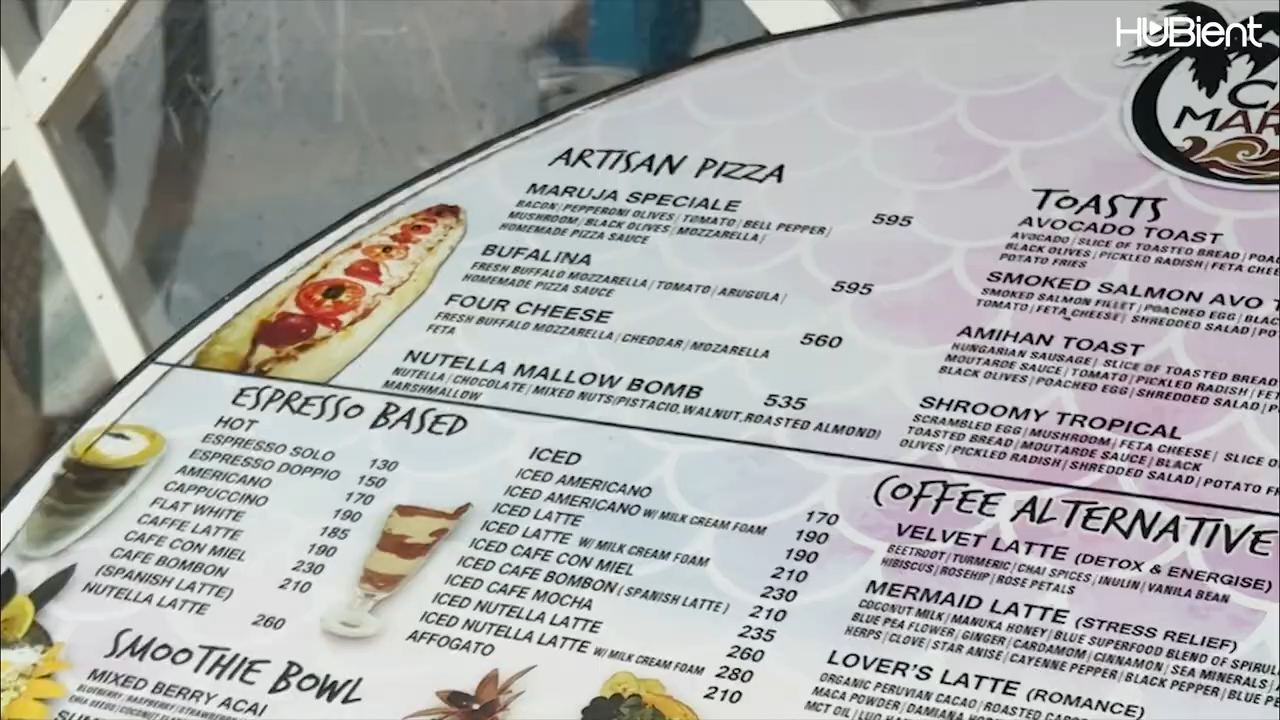 HUBient
C
MAR
ARTISAN PIZZA
MARUJA SPECIALE 595
BACON | PEPPERONI OLIVES | TOMATO | BELL PEPPER |
MUSHROOM | BLACK OLIVES | MOZZARELLA |
HOMEMADE PIZZA SAUCE
BUFALINA 595
FRESH BUFFALO MOZZARELLA | TOMATO | ARUGULA |
HOMEMADE PIZZA SAUCE
FOUR CHEESE 560
FRESH BUFFALO MOZZARELLA | CHEDDAR | MOZARELLA
FETA
NUTELLA MALLOW BOMB 535
NUTELLA | CHOCOLATE | MIXED NUTS(PISTACIO,WALNUT,ROASTED ALMOND)
MARSHMALLOW
TOASTS
AVOCADO TOAST
AVOCADO | SLICE OF TOASTED BREAD |
BLACK OLIVES | PICKLED RADISH | FETA
POTATO FRIES
SMOKED SALMON AVO
SMOKED SALMON FILLET | POACHED EGG |
TOMATO | FETA CHEESE | SHREDDED SALAD |
AMIHAN TOAST
HUNGARIAN SAUSAGE | SLICE OF TOASTED BREAD
MOUTARDE SAUCE | TOMATO | PICKLED RADISH |
BLACK OLIVES | POACHED EGG | SHREDDED SALAD |
SHROOMY TROPICAL
SCRAMBLED EGG | MUSHROOM | FETA CHEESE | SLICE
TOASTED BREAD | MOUTARDE SAUCE | BLACK
OLIVES | PICKLED RADISH | SHREDDED SALAD | POTATO
ESPRESSO BASED
HOT
ESPRESSO SOLO 130
ESPRESSO DOPPIO 150
AMERICANO 170
CAPPUCCINO 190
FLAT WHITE 185
CAFFE LATTE 190
CAFE CON MIEL 230
CAFE BOMBON 210
(SPANISH LATTE)
NUTELLA LATTE 260
ICED
ICED AMERICANO 170
ICED AMERICANO W/ MILK CREAM FOAM 190
ICED LATTE 190
ICED LATTE W/ MILK CREAM FOAM 210
ICED CAFE CON MIEL 230
ICED CAFE BOMBON ( SPANISH LATTE ) 210
ICED CAFE MOCHA 235
ICED NUTELLA LATTE 260
ICED NUTELLA LATTE W/ MILK CREAM FOAM 280
AFFOGATO 210
COFFEE ALTERNATIVE
VELVET LATTE (DETOX & ENERGISE)
BEETROOT | TURMERIC | CHAI SPICES | INULIN | VANILA BEAN
HIBISCUS | ROSEHIP | ROSE PETALS
MERMAID LATTE (STRESS RELIEF)
COCONUT MILK | MANUKA HONEY | BLUE SUPERFOOD BLEND OF
BLUE PEA FLOWER | GINGER | CARDAMOM | CINNAMON | SEA MINERALS |
HERPS | CLOVE | STAR ANISE | CAYENNE PEPPER | BLACK PEPPER | BLUE
LOVER'S LATTE (ROMANCE)
ORGANIC PERUVIAN CACAO | ROASTED
MACA POWDER | DAMIANA
MCT OIL |
SMOOTHIE BOWL
MIXED BERRY ACAI
BLUEBERRY | RASPBERRY |